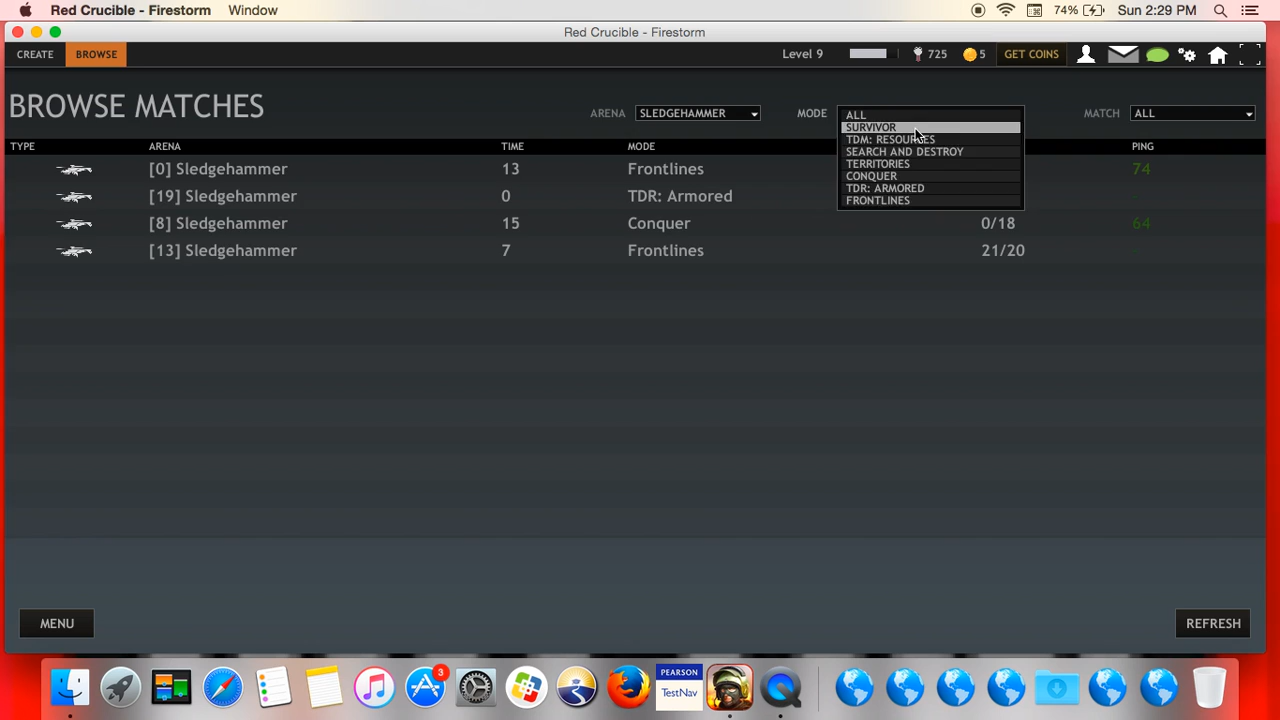 Red Crucible - Firestorm Window 74% Sun 2:29 PM
Red Crucible - Firestorm
CREATE BROWSE Level 9 725 5 GET COINS
BROWSE MATCHES ARENA SLEDGEHAMMER MODE MATCH ALL
ALL
SURVIVOR
TDM: RESOURCES
SEARCH AND DESTROY
TERRITORIES
CONQUER
TDR: ARMORED
FRONTLINES
TYPE ARENA TIME MODE PING
[0] Sledgehammer 13 Frontlines 74
[19] Sledgehammer 0 TDR: Armored
[8] Sledgehammer 15 Conquer 0/18 64
[13] Sledgehammer 7 Frontlines 21/20
MENU REFRESH
3
PEARSON
TestNav